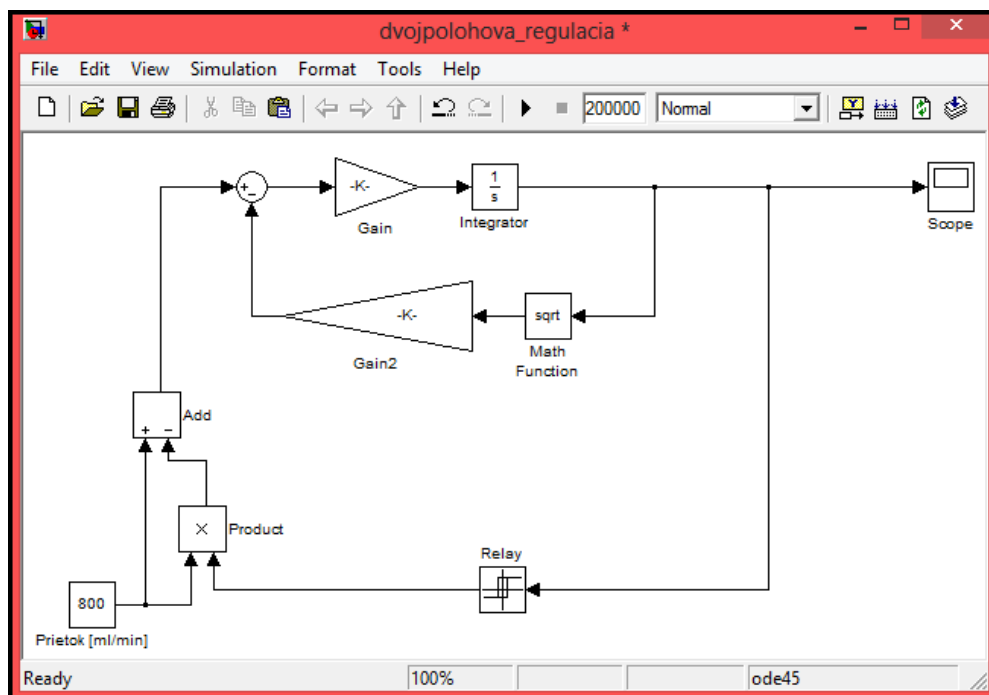 dvojpolohova_regulacia *
File Edit View Simulation Format Tools Help
200000 Normal
-K-
Gain
1
s
Integrator
Scope
-K-
Gain2
sqrt
Math
Function
Add
×
Product
Relay
800
Prietok [ml/min]
Ready 100% ode45